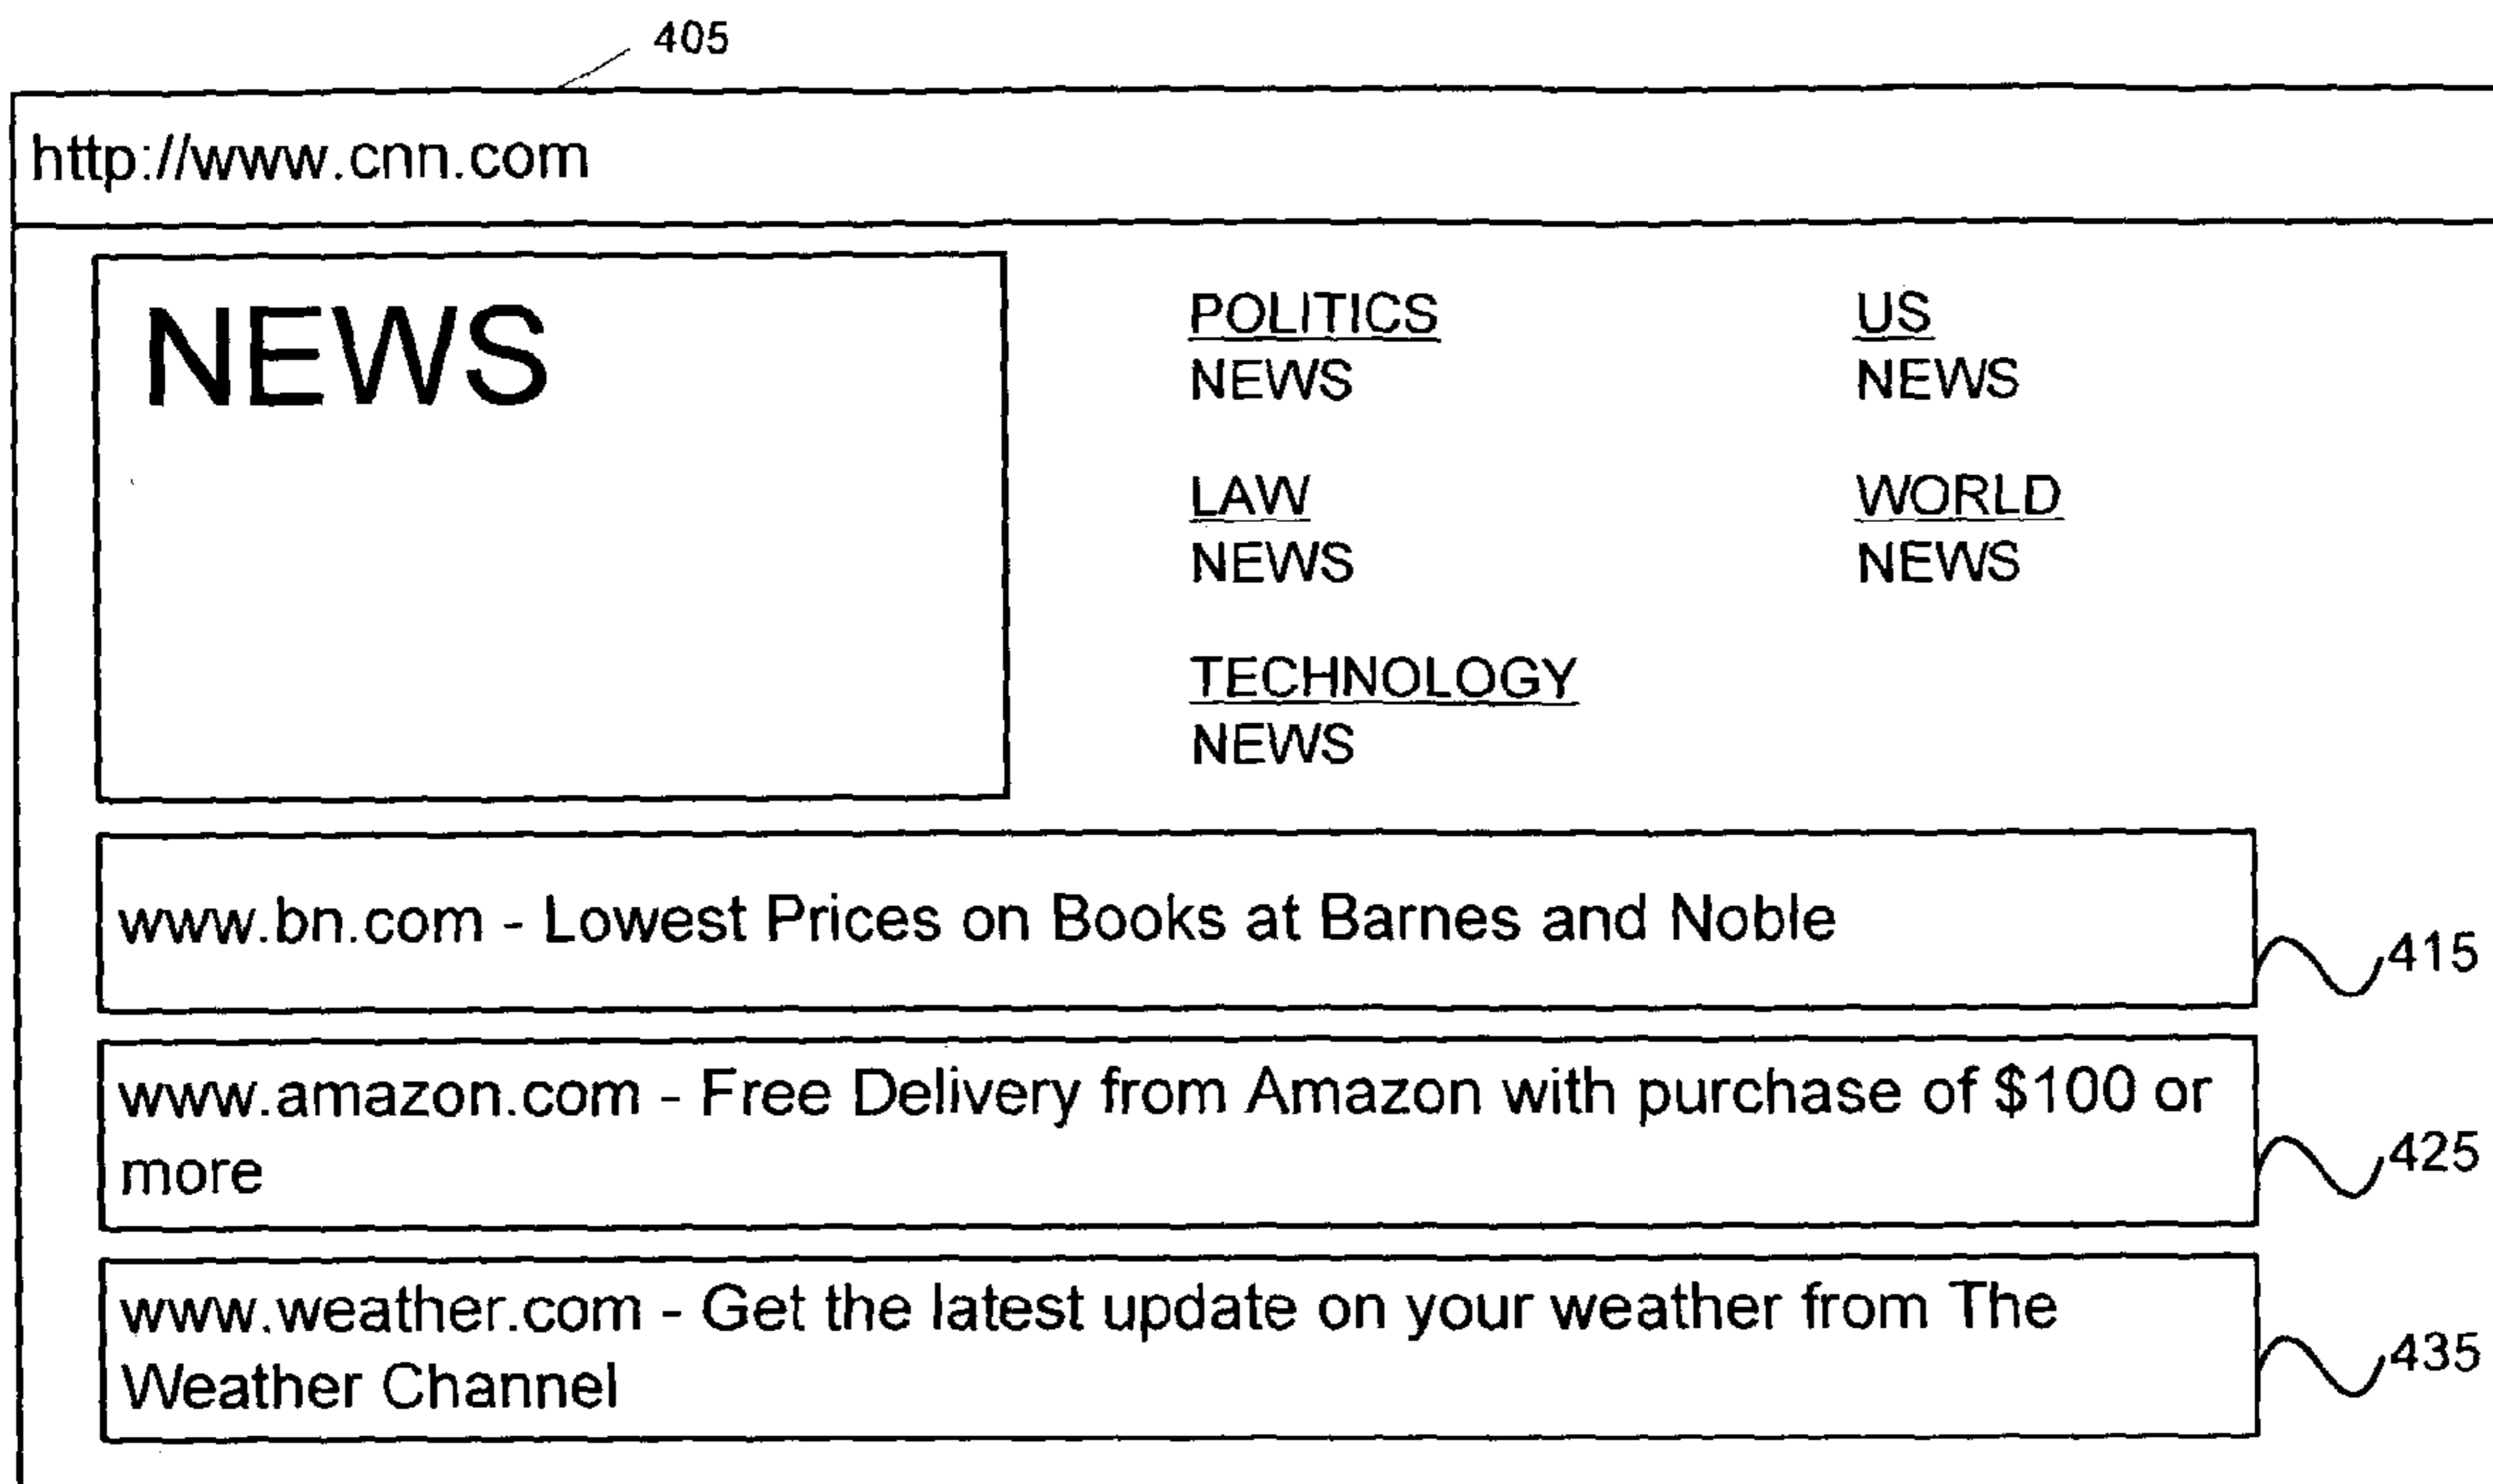 405
http://www.cnn.com
NEWS
POLITICS
NEWS
US
NEWS
LAW
NEWS
WORLD
NEWS
TECHNOLOGY
NEWS
www.bn.com - Lowest Prices on Books at Barnes and Noble
415
www.amazon.com - Free Delivery from Amazon with purchase of $100 or
more
425
www.weather.com - Get the latest update on your weather from The
Weather Channel
435